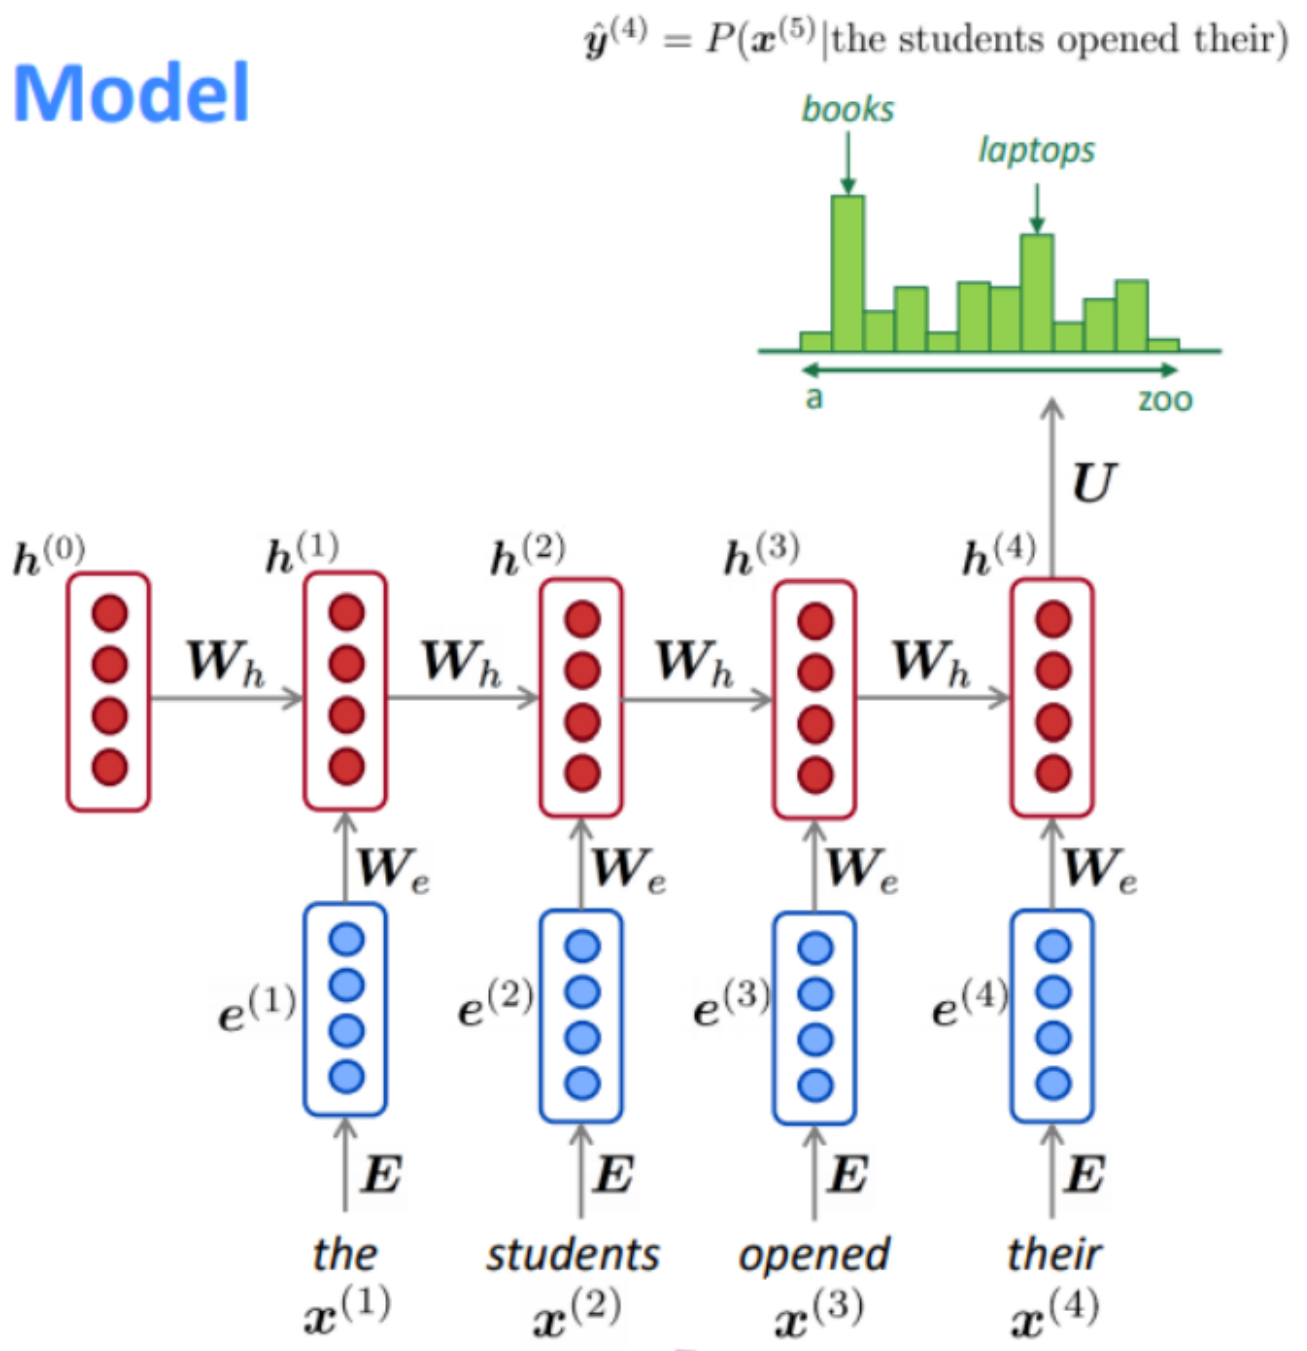 ŷ⁽⁴⁾ = P(x⁽⁵⁾|the students opened their)
Model
books
laptops
a zoo
U
h⁽⁰⁾ h⁽¹⁾ h⁽²⁾ h⁽³⁾ h⁽⁴⁾
W_h W_h W_h W_h
W_e W_e W_e W_e
e⁽¹⁾ e⁽²⁾ e⁽³⁾ e⁽⁴⁾
E E E E
the students opened their
x⁽¹⁾ x⁽²⁾ x⁽³⁾ x⁽⁴⁾